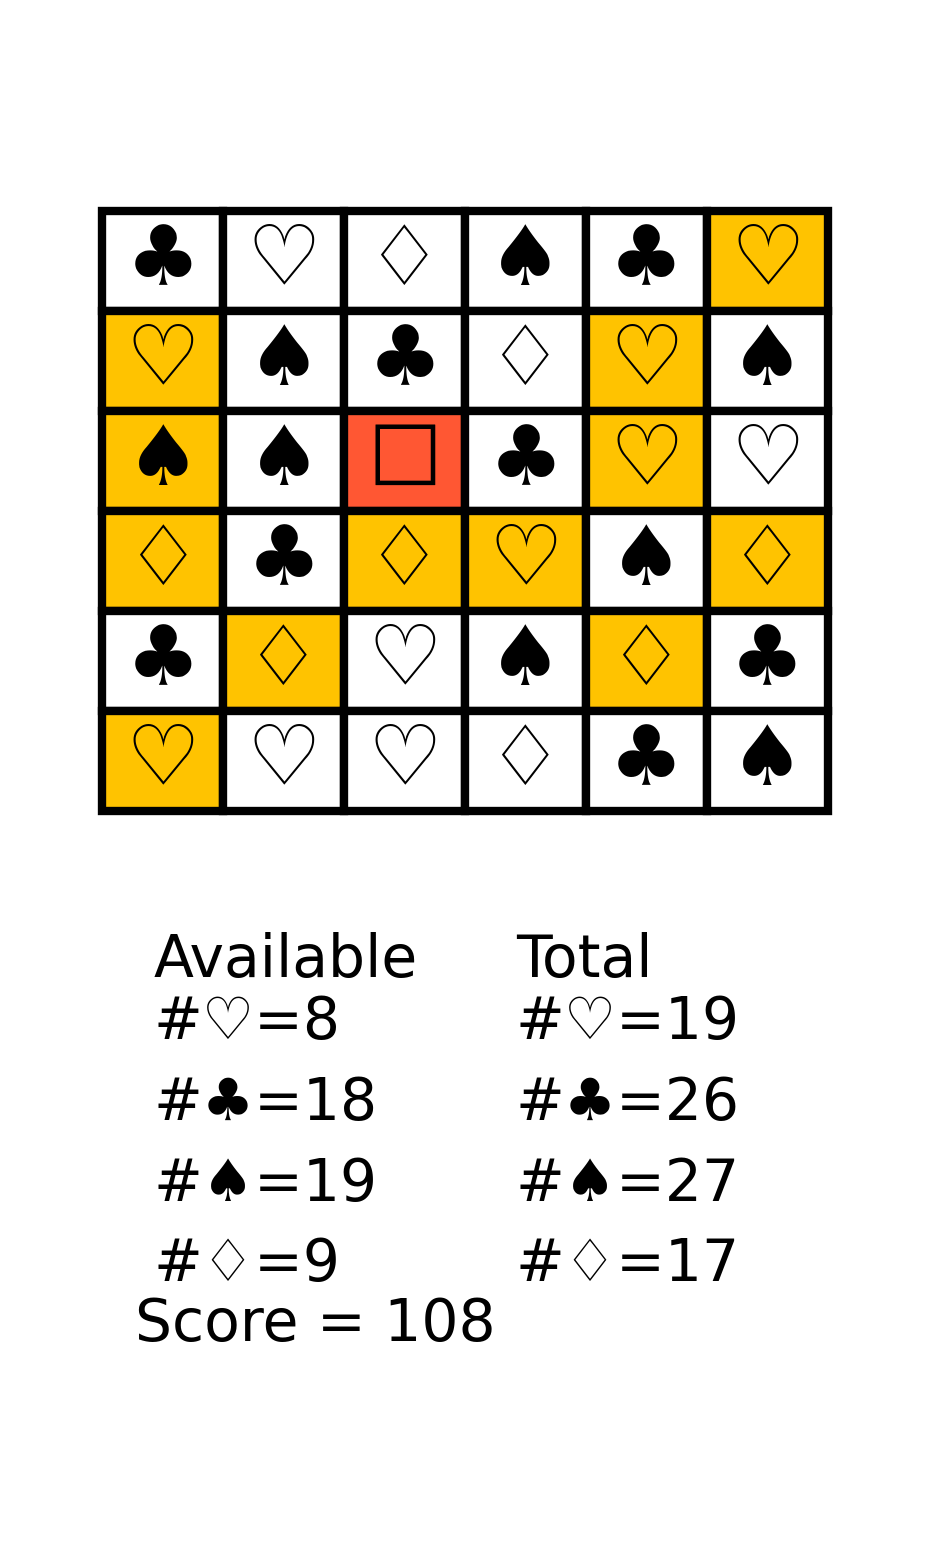 ♣ ♡ ♢ ♠ ♣ ♡
♡ ♠ ♣ ♢ ♡ ♠
♠ ♠ □ ♣ ♡ ♡
♢ ♣ ♢ ♡ ♠ ♢
♣ ♢ ♡ ♠ ♢ ♣
♡ ♡ ♡ ♢ ♣ ♠
Available Total
#♡=8 #♡=19
#♣=18 #♣=26
#♠=19 #♠=27
#♢=9 #♢=17
Score = 108